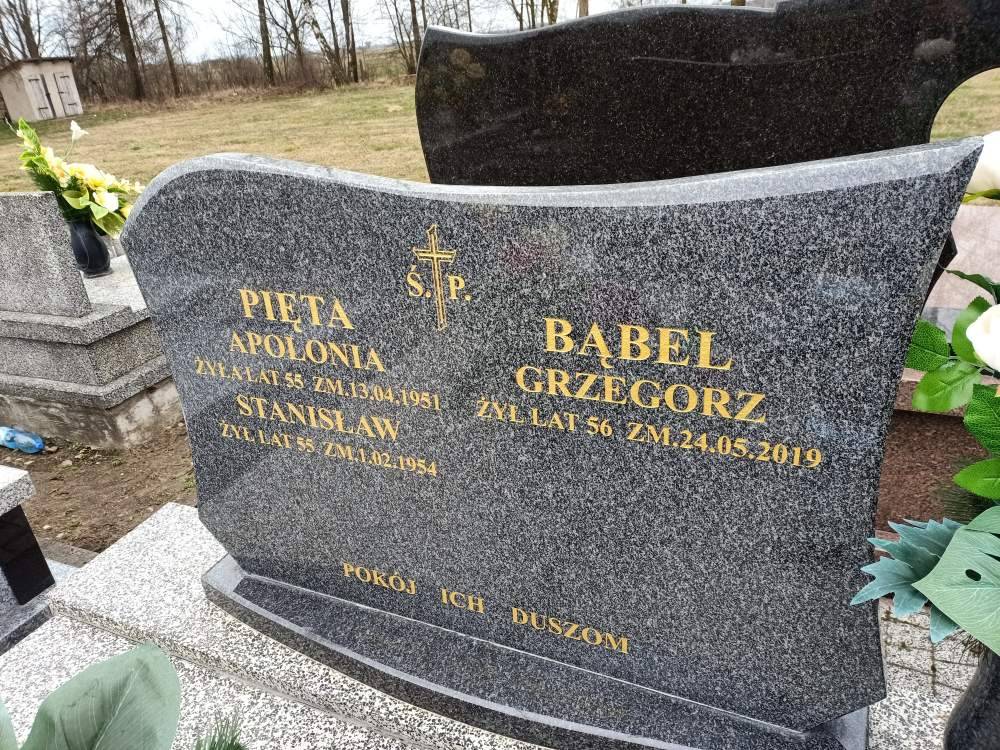 Ś. P.
PIĘTA
APOLONIA
ŻYŁA LAT 55 ZM.13.04.1951
STANISŁAW
ŻYŁ LAT 55 ZM.1.02.1954
BĄBEL
GRZEGORZ
ŻYŁ LAT 56 ZM.24.05.2019
POKÓJ ICH DUSZOM